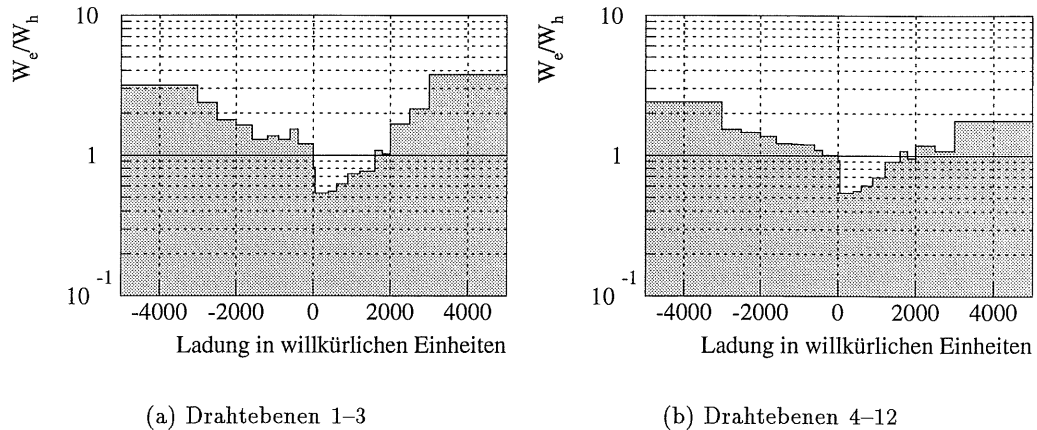 10
W_e/W_h
1
10^-1
-4000 -2000 0 2000 4000
Ladung in willkürlichen Einheiten
(a) Drahtebenen 1–3
10
W_e/W_h
1
10^-1
-4000 -2000 0 2000 4000
Ladung in willkürlichen Einheiten
(b) Drahtebenen 4–12